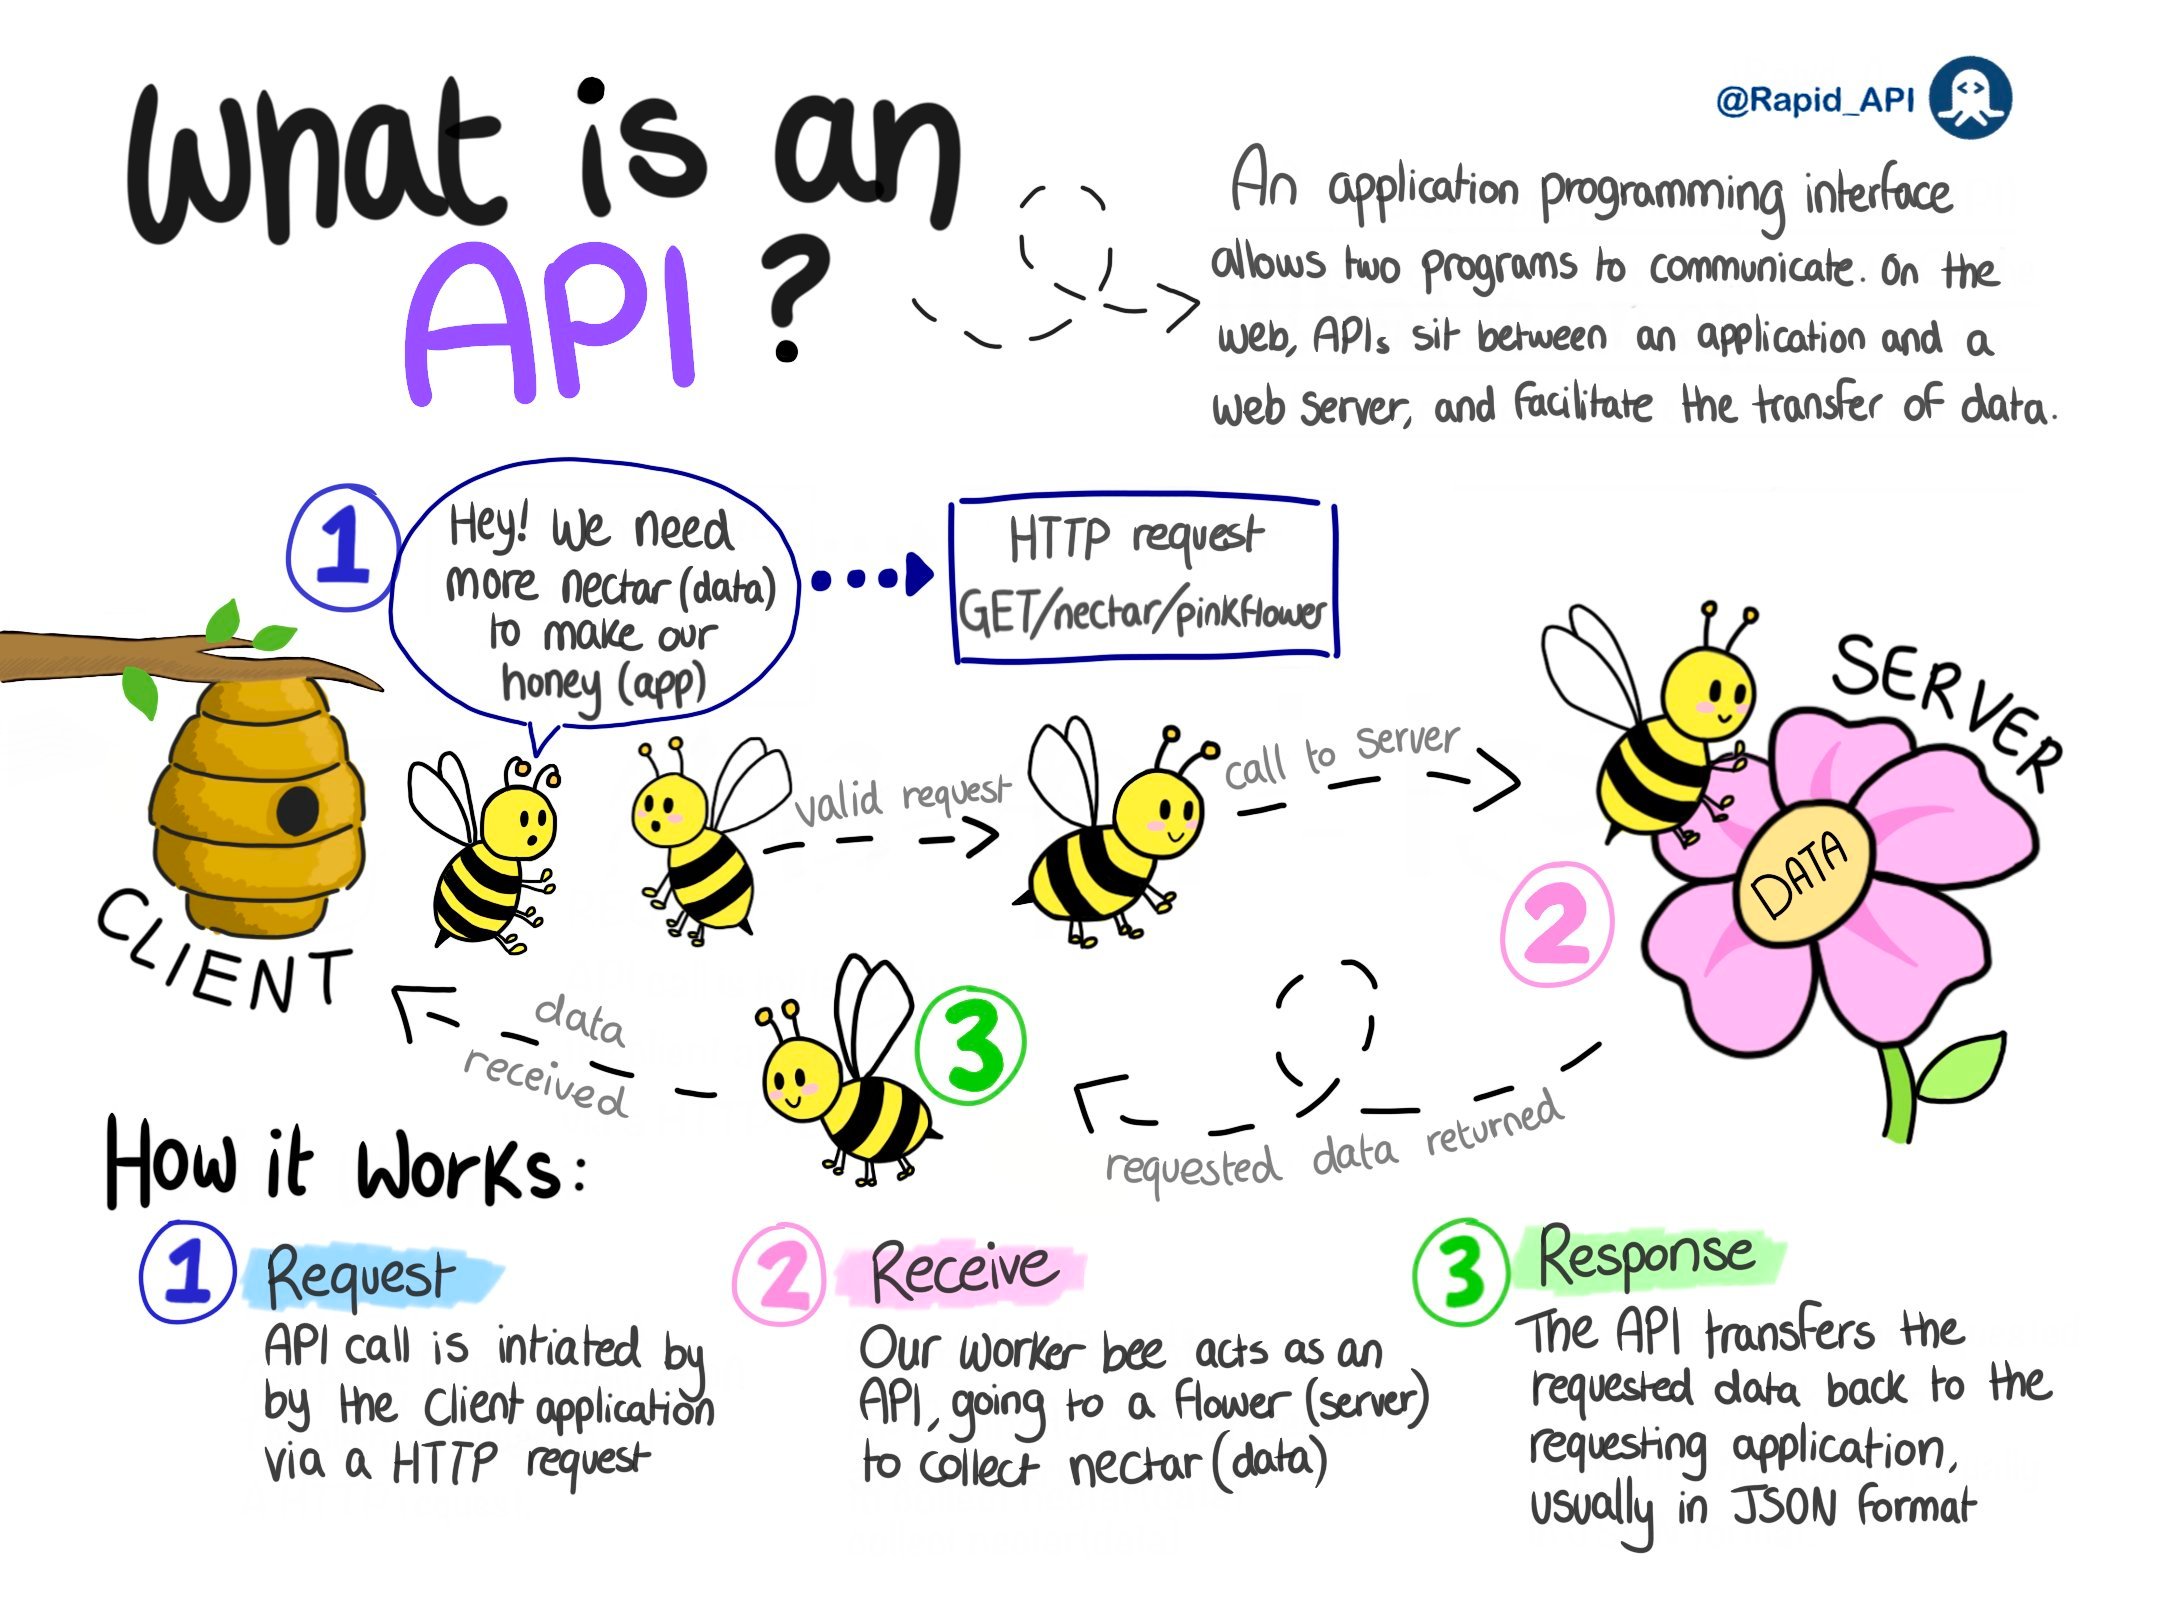 What is an
API?
@Rapid_API
An application programming interface
allows two programs to communicate. On the
web, APIs sit between an application and a
web server, and facilitate the transfer of data.
1
Hey! We need
more nectar (data)
to make our
honey (app)
HTTP request
GET/nectar/pinkflower
SERVER
CLIENT
valid request
call to server
DATA
2
3
data
received
requested data returned
How it works:
1 Request
API call is intiated by
by the client application
via a HTTP request
2 Receive
Our worker bee acts as an
API, going to a flower (server)
to collect nectar (data)
3 Response
The API transfers the
requested data back to the
requesting application,
usually in JSON format